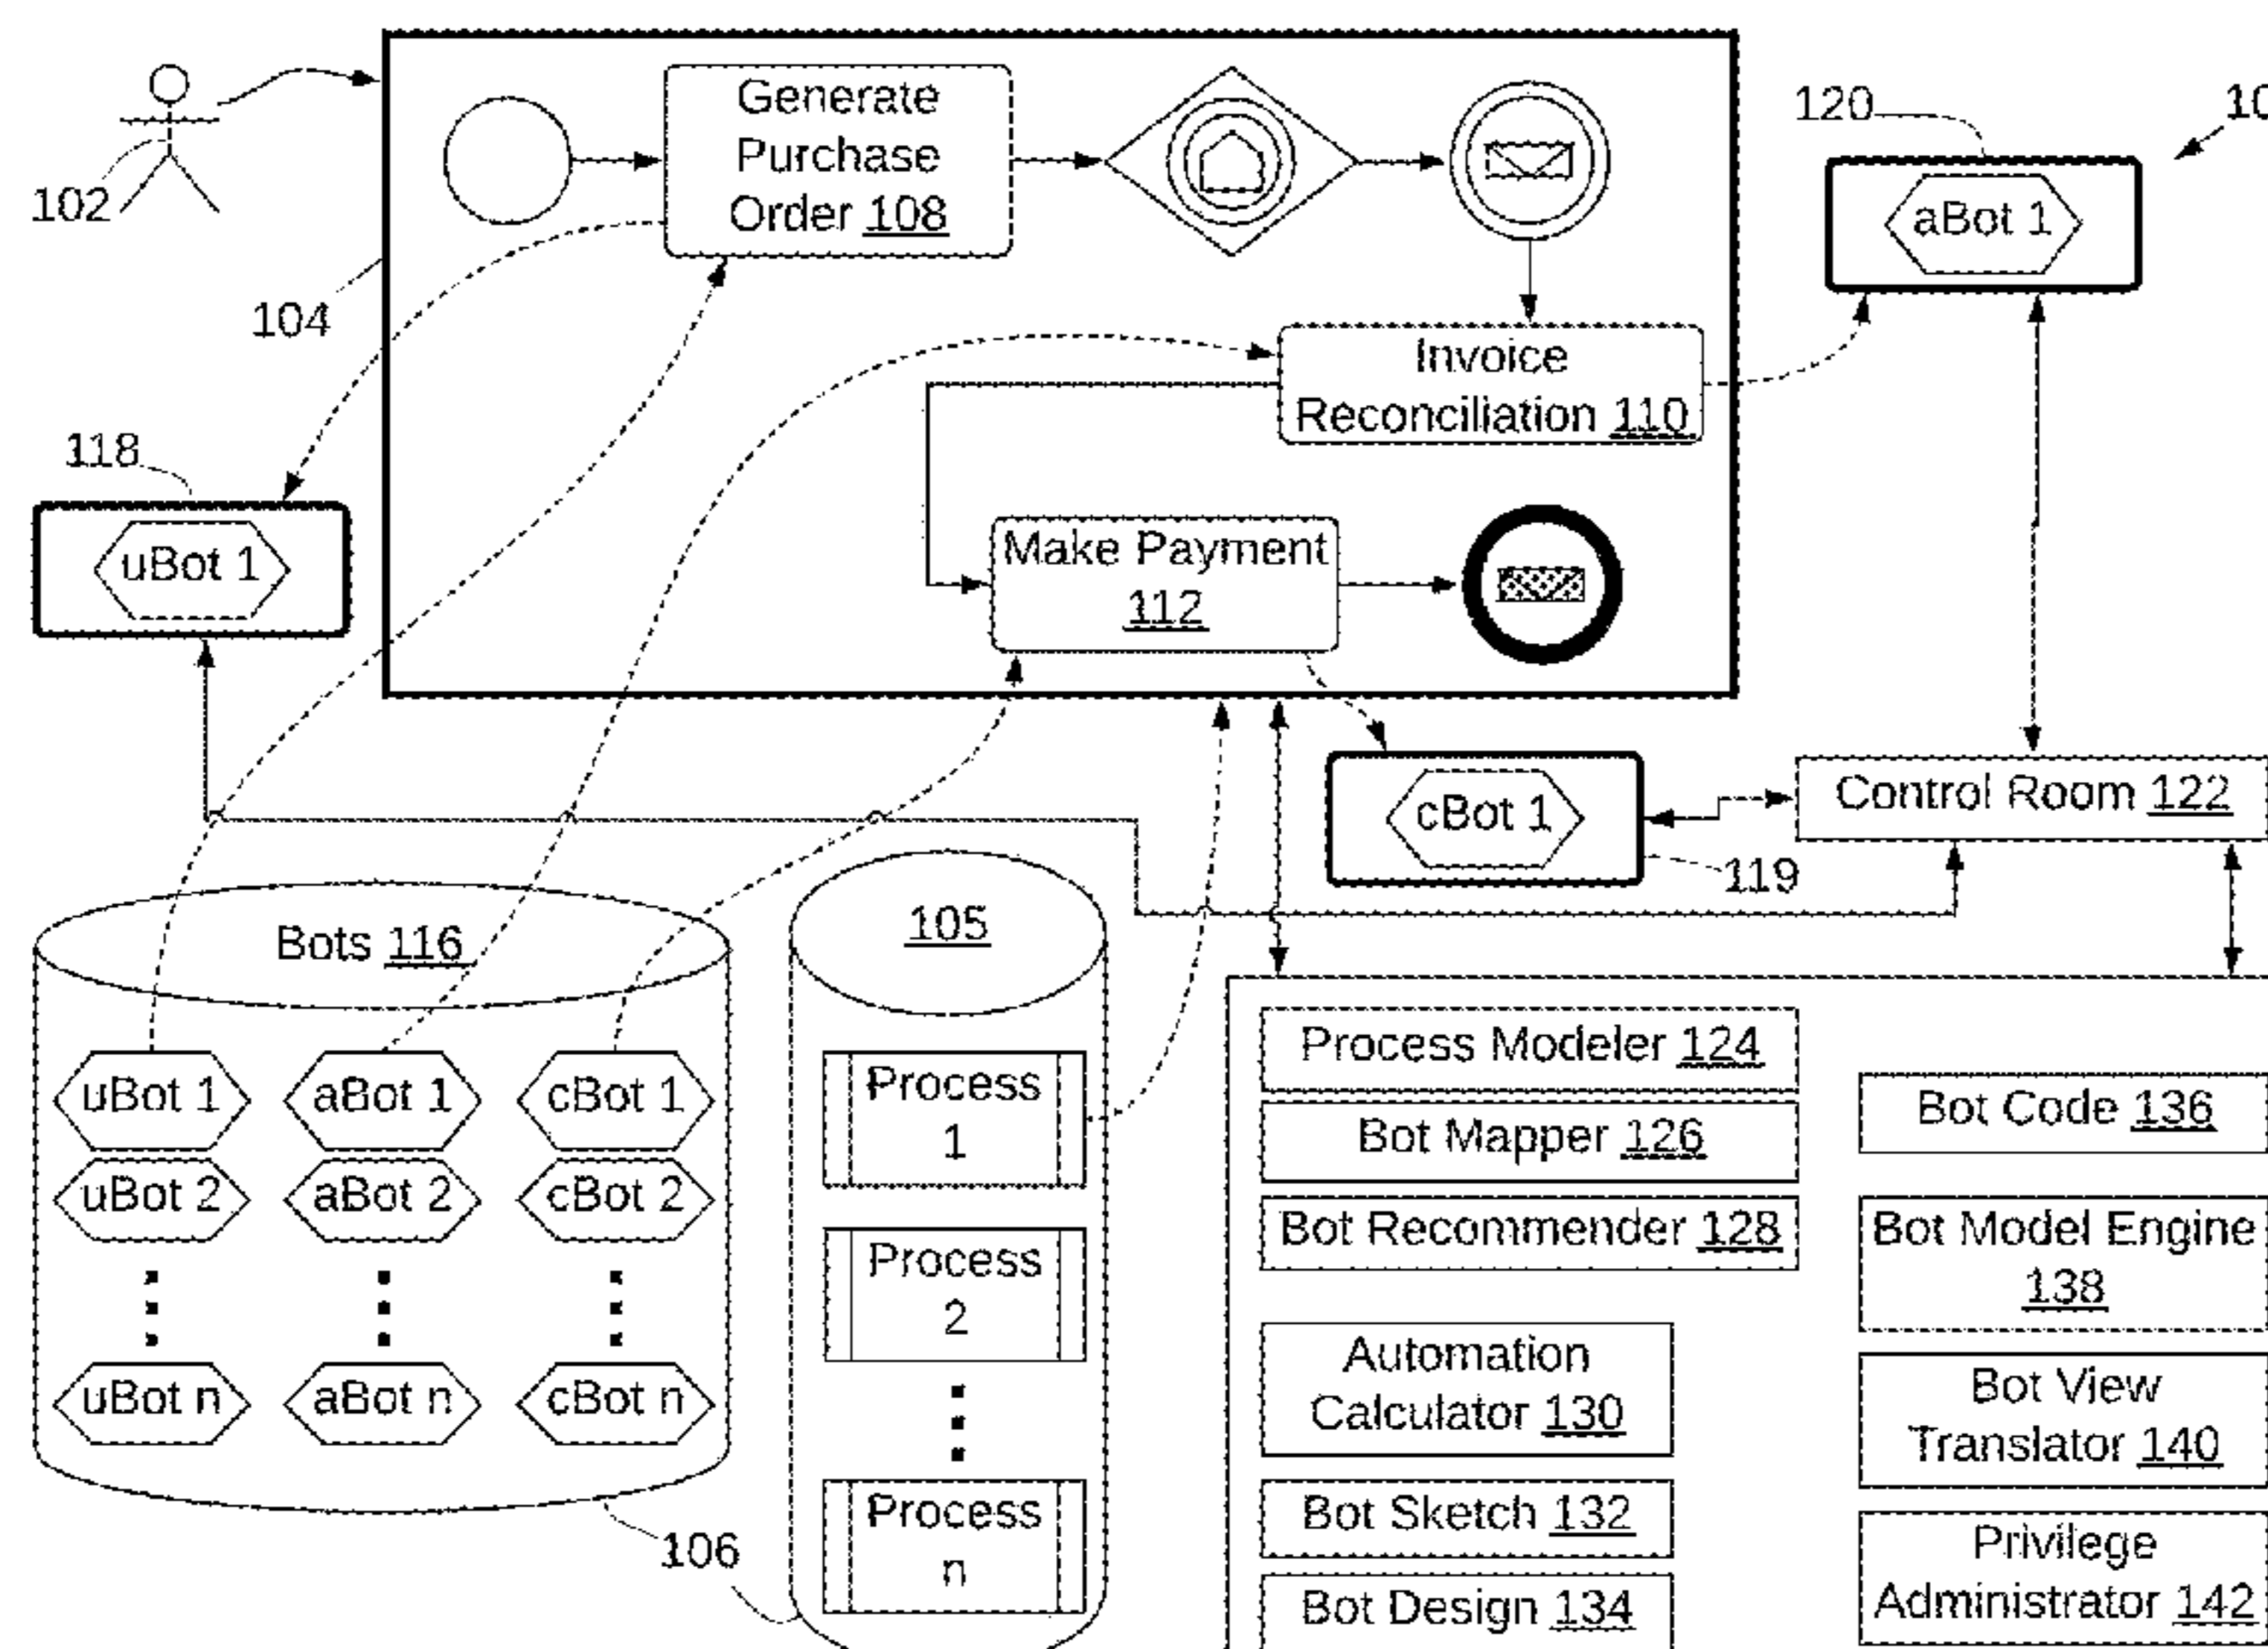 Generate
Purchase
Order 108
102
104
120
10
aBot 1
Invoice
Reconciliation 110
118
uBot 1
Make Payment
112
cBot 1
Control Room 122
119
Bots 116
105
uBot 1 aBot 1 cBot 1
uBot 2 aBot 2 cBot 2
uBot n aBot n cBot n
106
Process
1
Process
2
Process
n
Process Modeler 124
Bot Mapper 126
Bot Recommender 128
Automation
Calculator 130
Bot Sketch 132
Bot Design 134
Bot Code 136
Bot Model Engine
138
Bot View
Translator 140
Privilege
Administrator 142